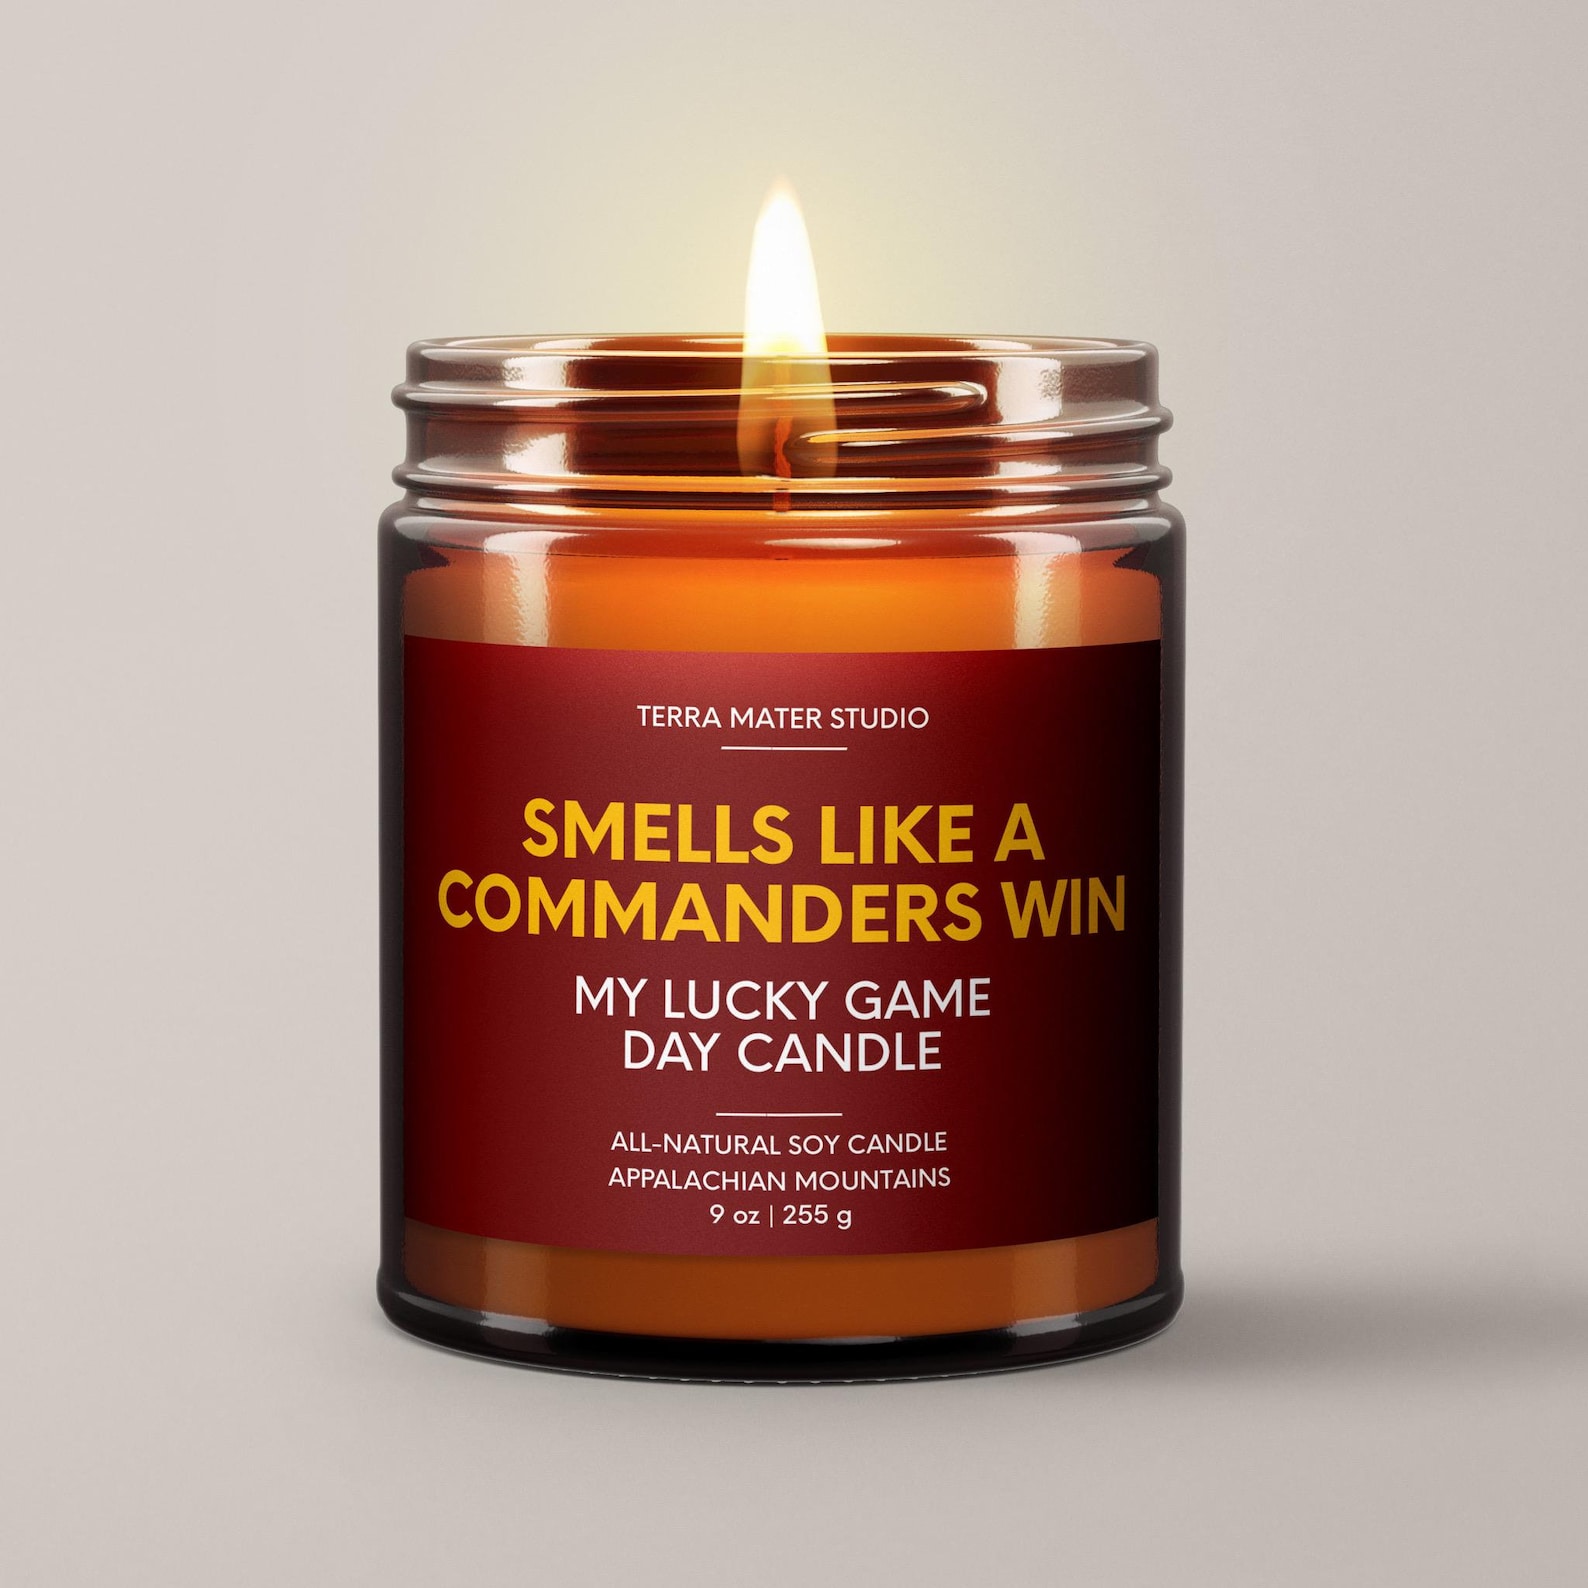 TERRA MATER STUDIO
SMELLS LIKE A
COMMANDERS WIN
MY LUCKY GAME
DAY CANDLE
ALL-NATURAL SOY CANDLE
APPALACHIAN MOUNTAINS
9 oz | 255 g